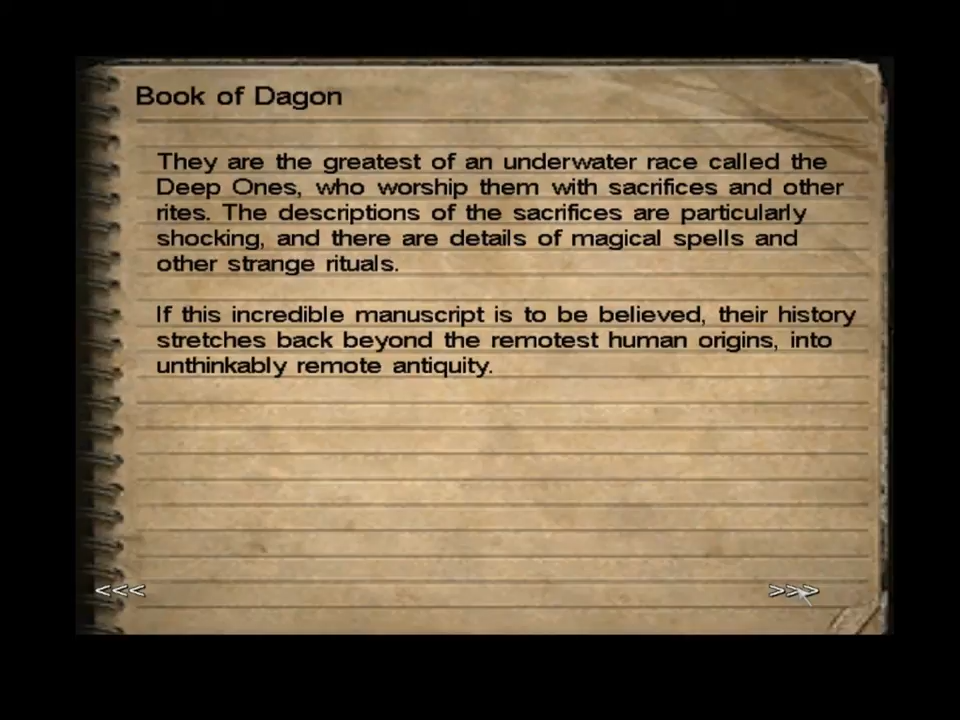 Book of Dagon
They are the greatest of an underwater race called the
Deep Ones, who worship them with sacrifices and other
rites. The descriptions of the sacrifices are particularly
shocking, and there are details of magical spells and
other strange rituals.
If this incredible manuscript is to be believed, their history
stretches back beyond the remotest human origins, into
unthinkably remote antiquity.
<<< >>>